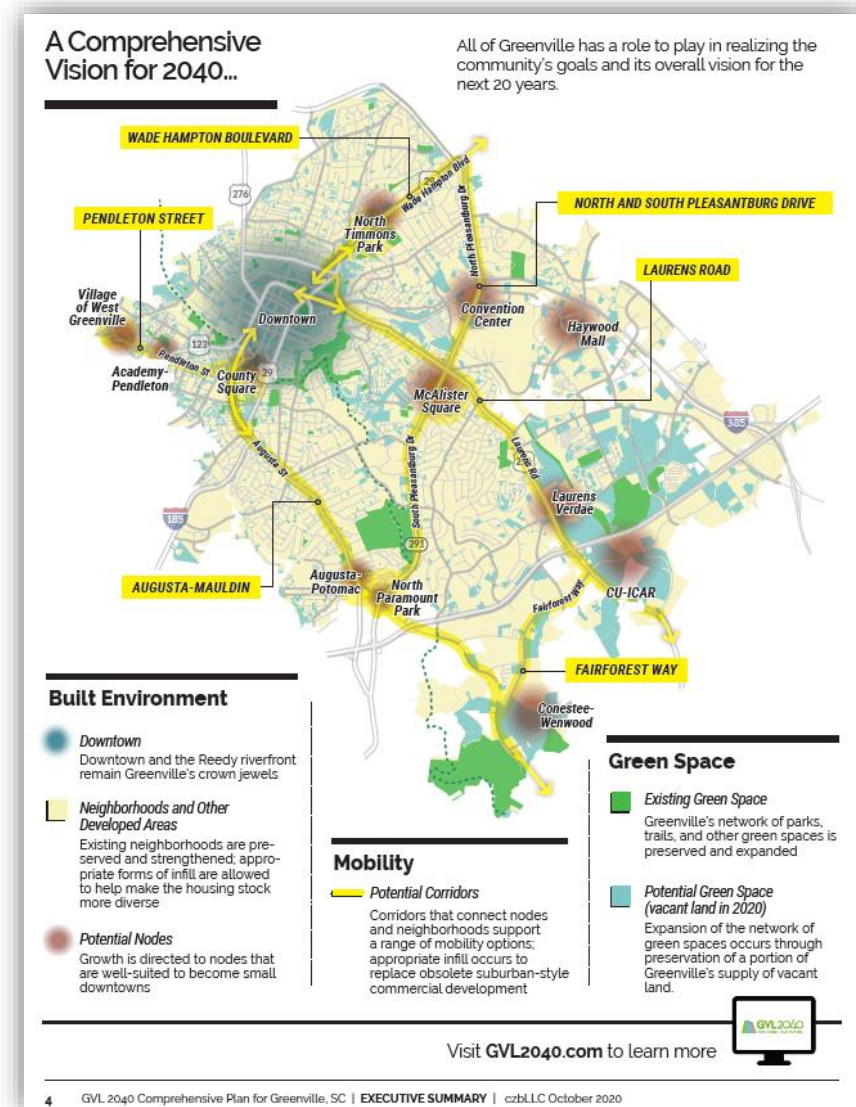 A Comprehensive
Vision for 2040...
All of Greenville has a role to play in realizing the
community's goals and its overall vision for the
next 20 years.
WADE HAMPTON BOULEVARD
276
29
Wade Hampton Blvd
PENDLETON STREET
North
Timmons
Park
North Pleasantburg Dr
NORTH AND SOUTH PLEASANTBURG DRIVE
LAURENS ROAD
Village
of West
Greenville
Downtown
Convention
Center
Haywood
Mall
123
Pendleton St
Academy-
Pendleton
County
Square
29
McAlister
Square
385
Augusta St
South Pleasantburg Dr
Laurens Rd
Laurens
Verdae
185
291
AUGUSTA-MAULDIN
Augusta-
Potomac
North
Paramount
Park
Fairforest Way
CU-ICAR
FAIRFOREST WAY
Conestee-
Wenwood
Built Environment
Downtown
Downtown and the Reedy riverfront
remain Greenville's crown jewels
Neighborhoods and Other
Developed Areas
Existing neighborhoods are pre-
served and strengthened; appro-
priate forms of infill are allowed
to help make the housing stock
more diverse
Potential Nodes
Growth is directed to nodes that
are well-suited to become small
downtowns
Mobility
Potential Corridors
Corridors that connect nodes
and neighborhoods support
a range of mobility options;
appropriate infill occurs to
replace obsolete suburban-style
commercial development
Green Space
Existing Green Space
Greenville's network of parks,
trails, and other green spaces is
preserved and expanded
Potential Green Space
(vacant land in 2020)
Expansion of the network of
green spaces occurs through
preservation of a portion of
Greenville's supply of vacant
land.
Visit GVL2040.com to learn more
GVL2040
4 GVL 2040 Comprehensive Plan for Greenville, SC | EXECUTIVE SUMMARY | czbLLC October 2020